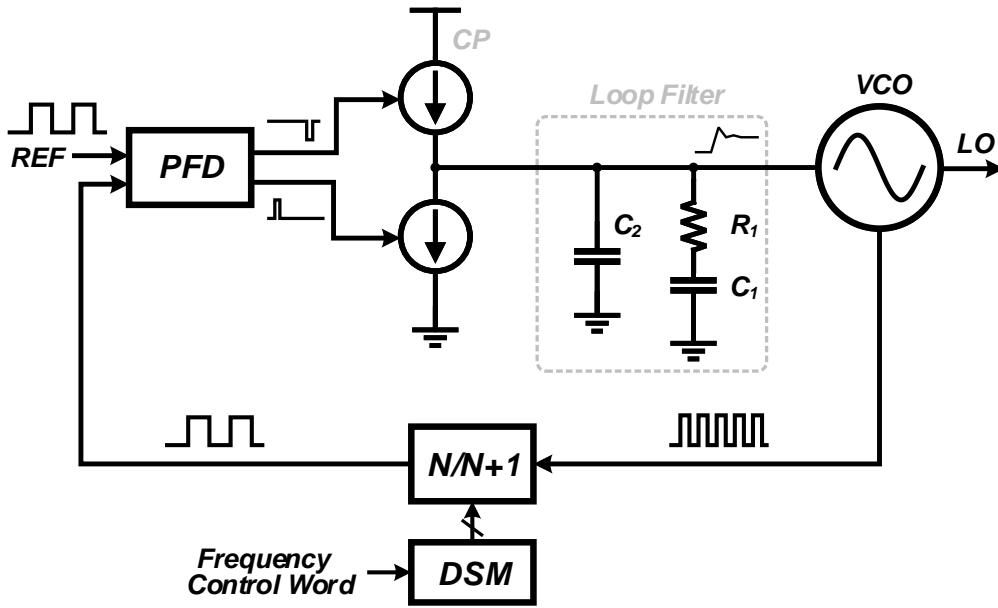 CP
Loop Filter
VCO
REF
PFD
LO
C2
R1
C1
N/N+1
Frequency
Control Word
DSM